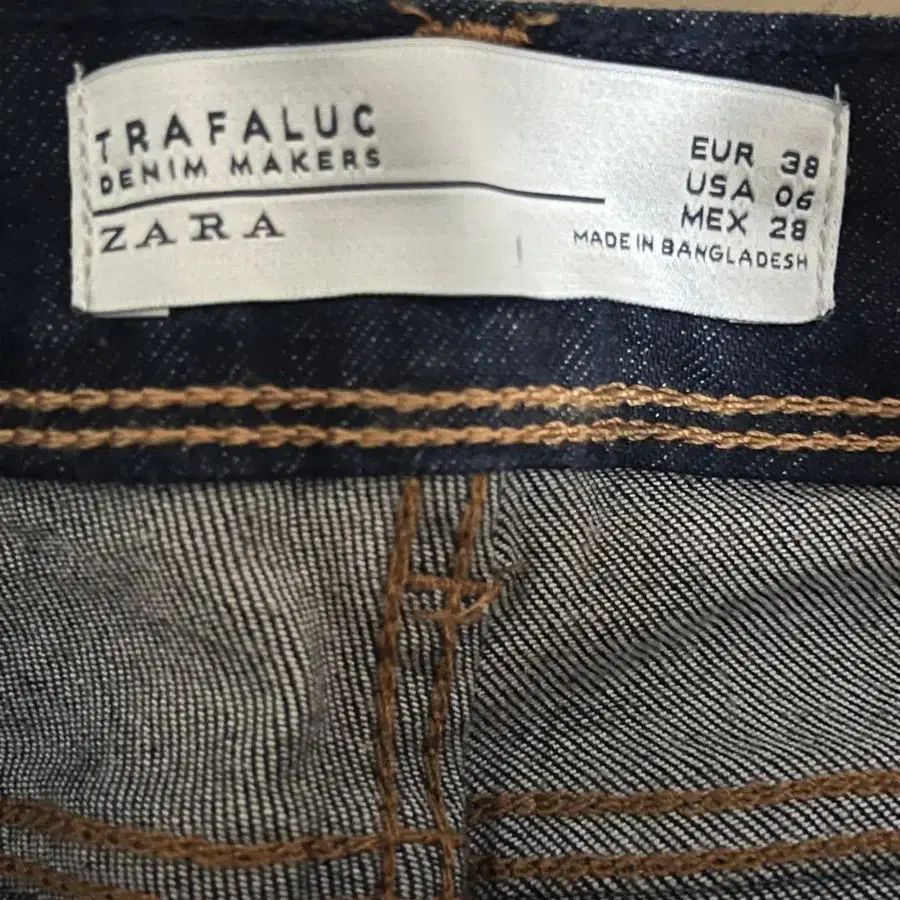 TRAFALUC
DENIM MAKERS
ZARA
EUR 38
USA 06
MEX 28
MADE IN BANGLADESH